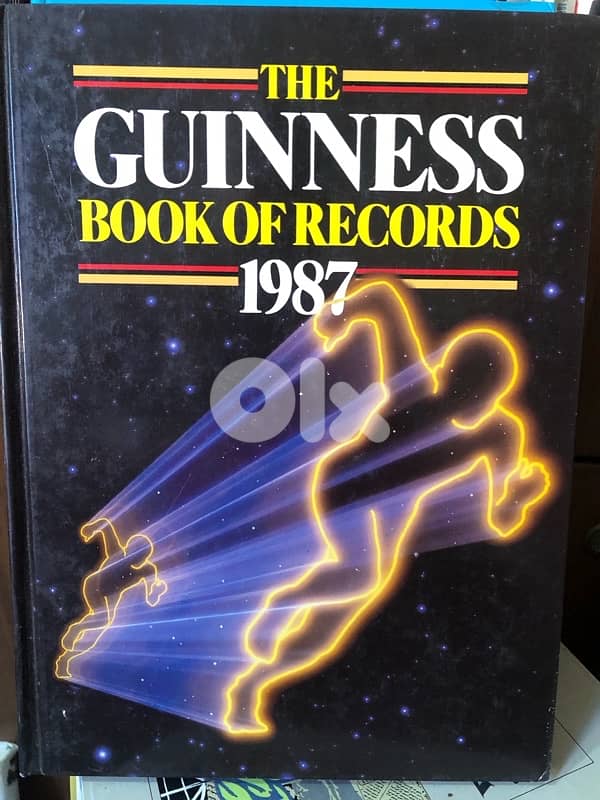 THE
GUINNESS
BOOK OF RECORDS
1987
olx